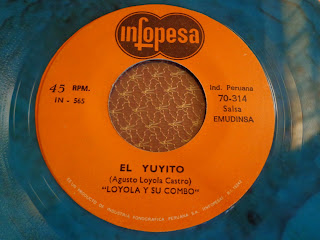 infopesa
45 RPM.
IN - 565
Ind. Peruana
70-314
Salsa
EMUDINSA
EL YUYITO
(Agusto Loyola Castro)
"LOYOLA Y SU COMBO"